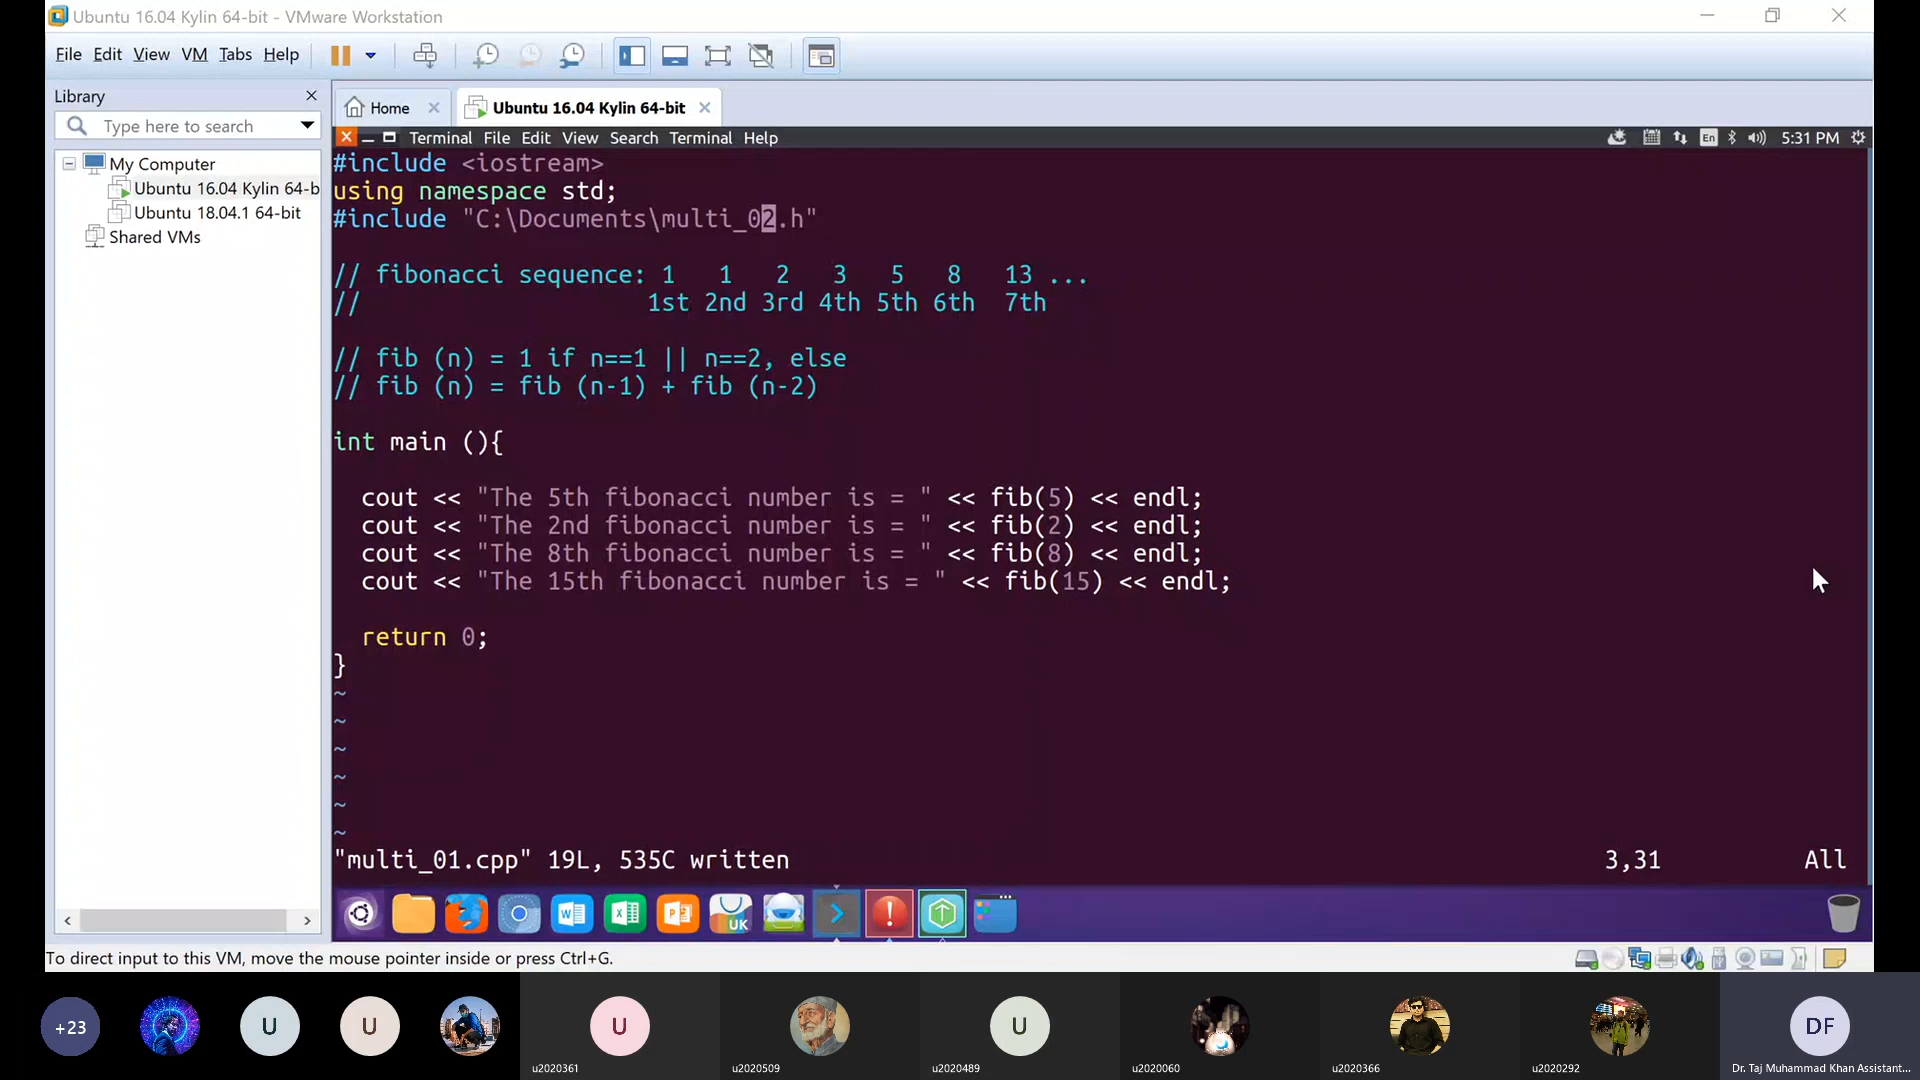 Ubuntu 16.04 Kylin 64-bit - VMware Workstation
File Edit View VM Tabs Help
Library
Type here to search
My Computer
Ubuntu 16.04 Kylin 64-b
Ubuntu 18.04.1 64-bit
Shared VMs
Home
Ubuntu 16.04 Kylin 64-bit
Terminal File Edit View Search Terminal Help
En
5:31 PM
#include <iostream>
using namespace std;
#include "C:\Documents\multi_02.h"
// fibonacci sequence: 1 1 2 3 5 8 13 ...
// 1st 2nd 3rd 4th 5th 6th 7th
// fib (n) = 1 if n==1 || n==2, else
// fib (n) = fib (n-1) + fib (n-2)
int main (){
cout << "The 5th fibonacci number is = " << fib(5) << endl;
cout << "The 2nd fibonacci number is = " << fib(2) << endl;
cout << "The 8th fibonacci number is = " << fib(8) << endl;
cout << "The 15th fibonacci number is = " << fib(15) << endl;
return 0;
}
~
~
~
~
~
~
"multi_01.cpp" 19L, 535C written
3,31
All
W
X
P
UK
To direct input to this VM, move the mouse pointer inside or press Ctrl+G.
+23
U
U
U
U
DF
u2020361
u2020509
u2020489
u2020060
u2020366
u2020292
Dr. Taj Muhammad Khan Assistant...